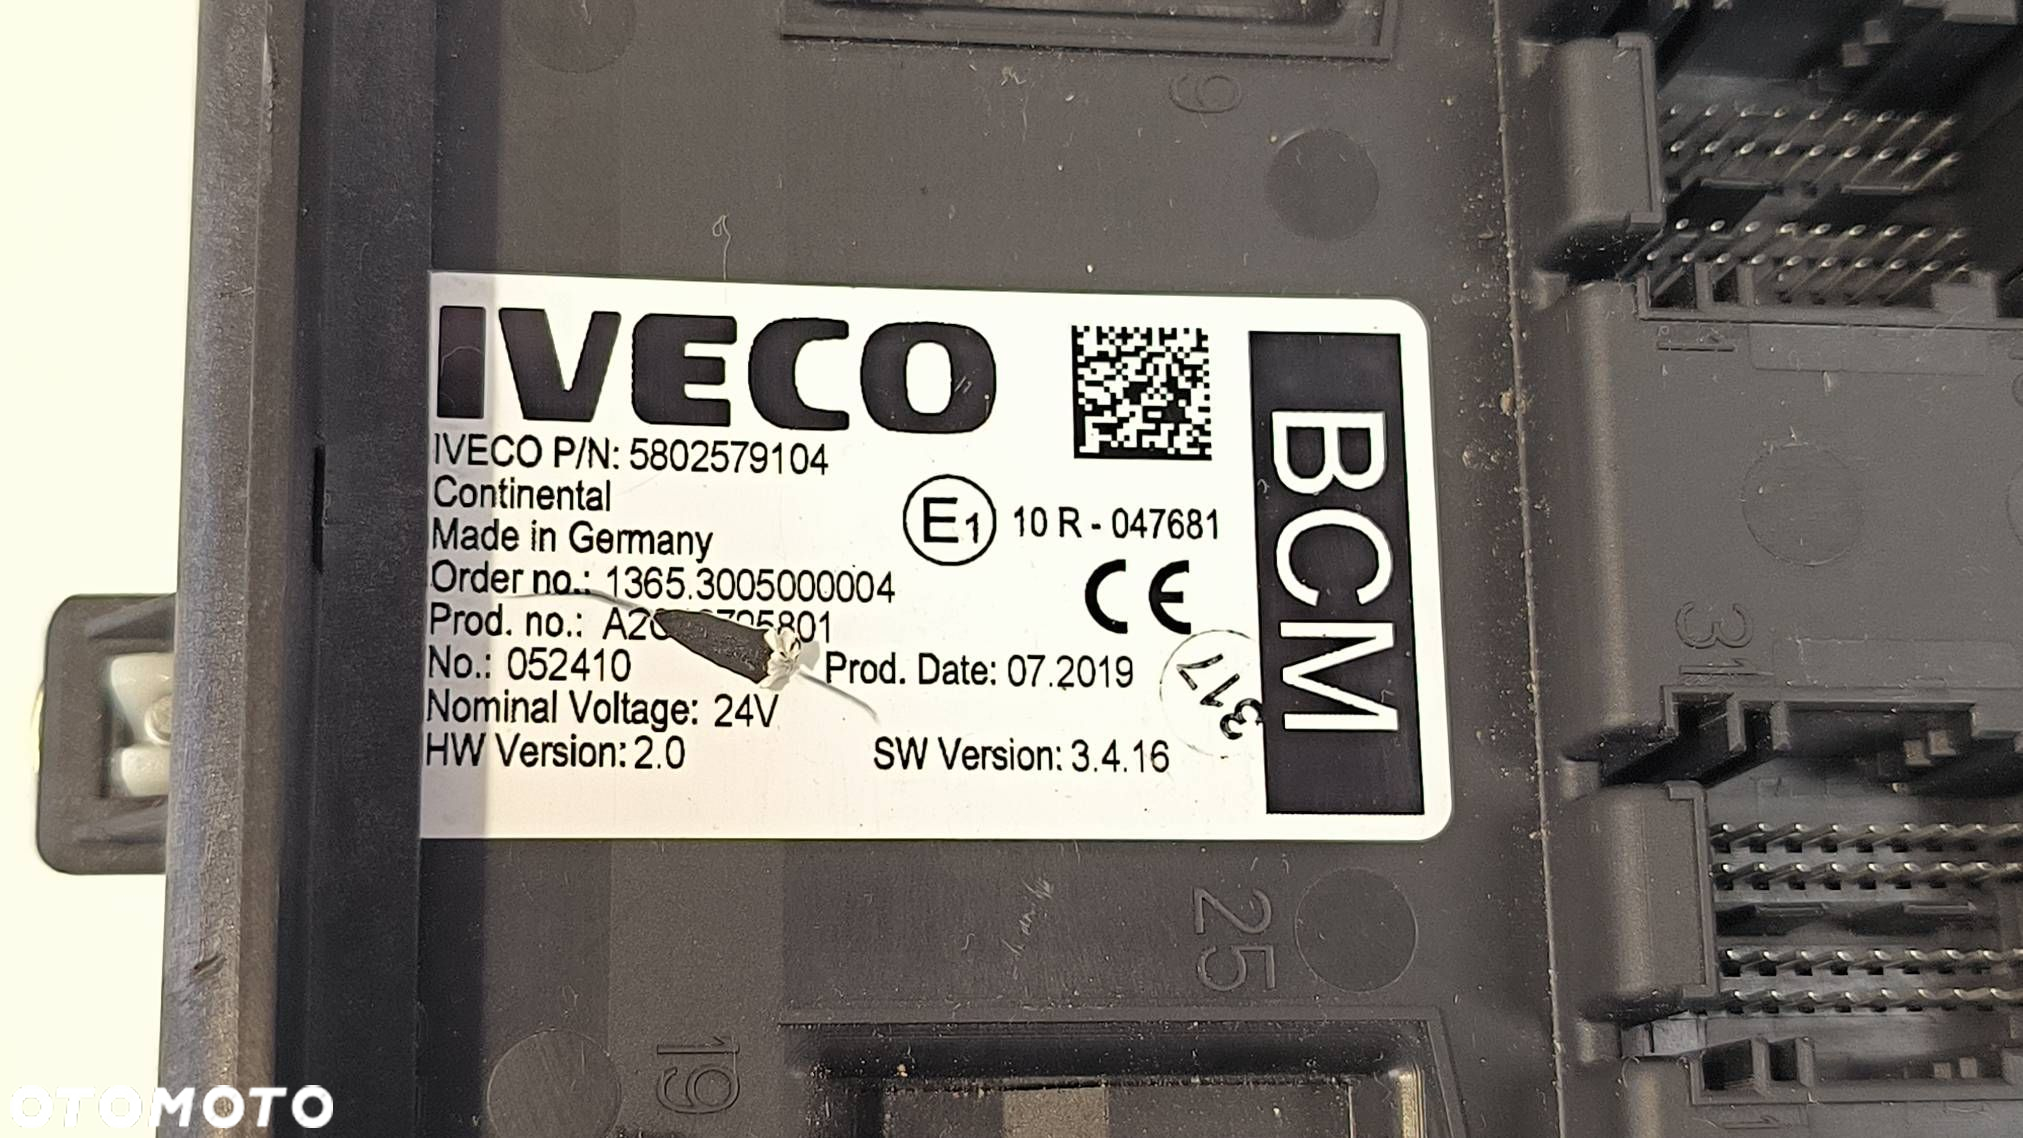 9
IVECO
IVECO P/N: 5802579104
Continental
Made in Germany
E1 10 R - 047681
Order no.: 1365.3005000004
CE
Prod. no.:
No.: 052410
Prod. Date: 07.2019
317
Nominal Voltage: 24V
HW Version: 2.0
SW Version: 3.4.16
BCM
31
25
19
OTOMOTO